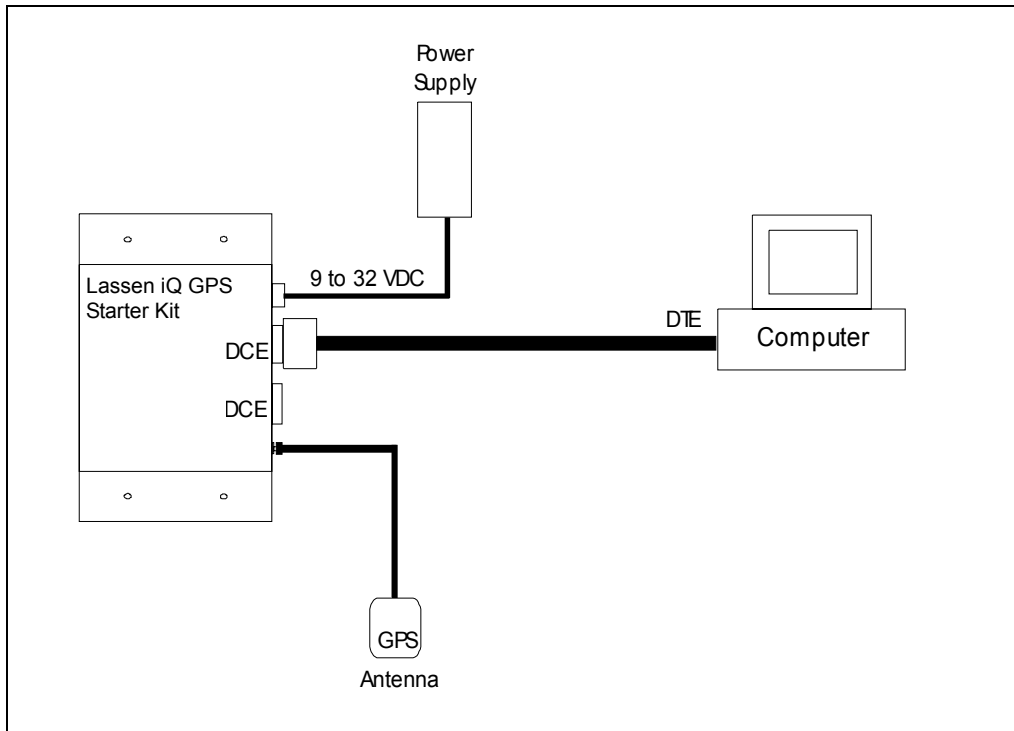 Power
Supply
Lassen iQ GPS
Starter Kit
9 to 32 VDC
DCE
DTE
Computer
DCE
GPS
Antenna